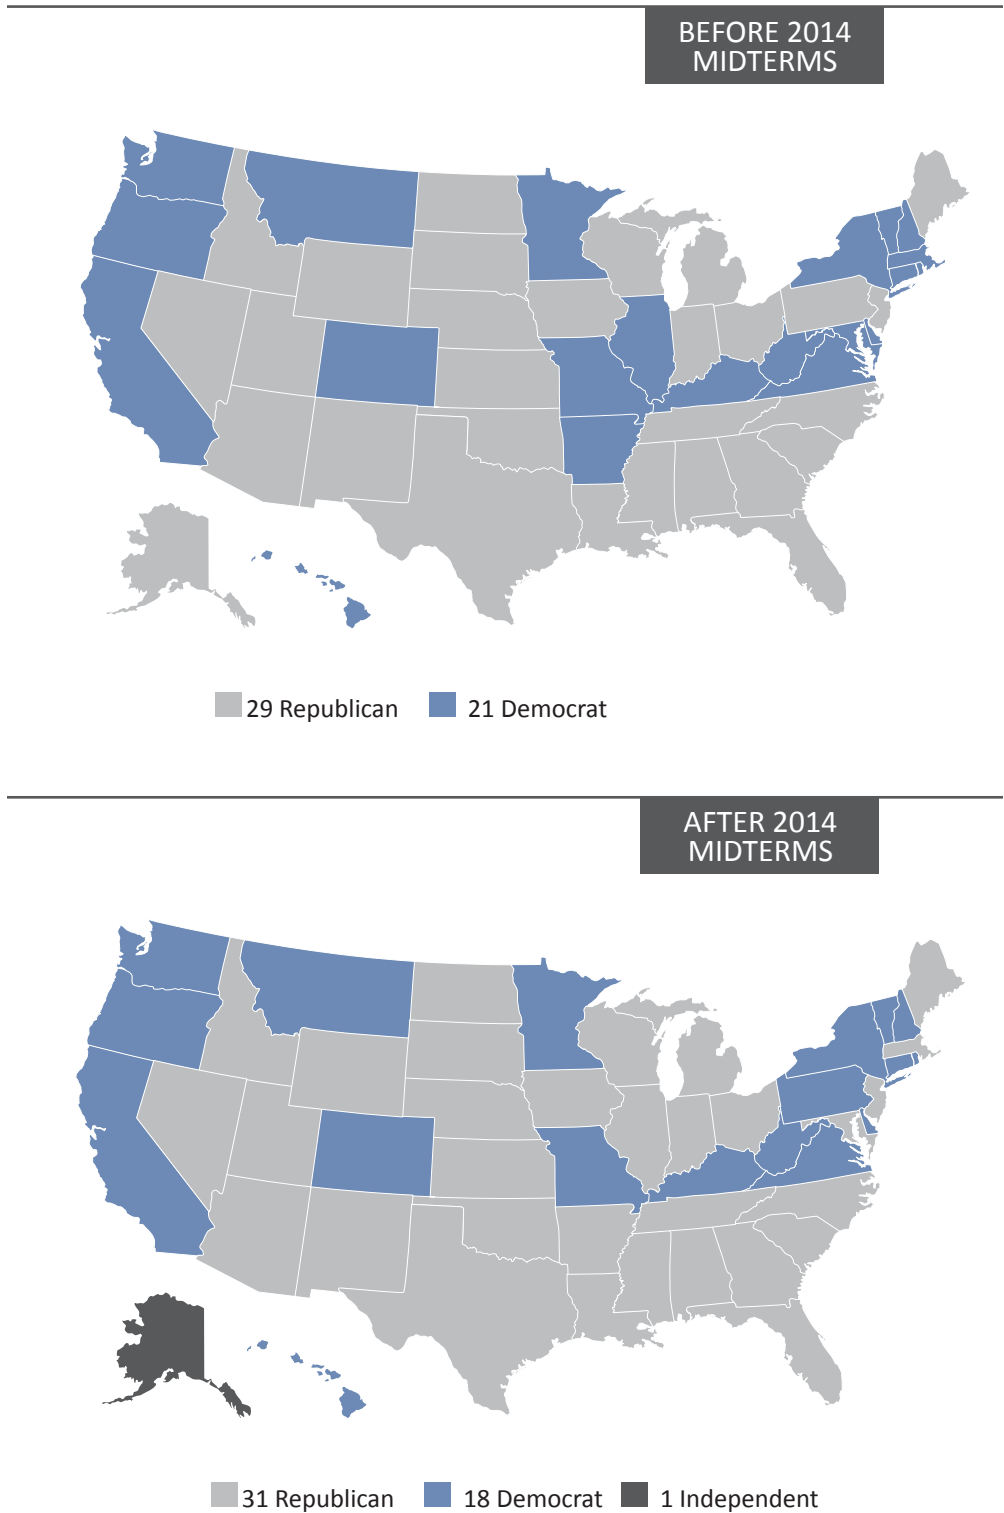 BEFORE 2014
MIDTERMS
29 Republican
21 Democrat
AFTER 2014
MIDTERMS
31 Republican
18 Democrat
1 Independent